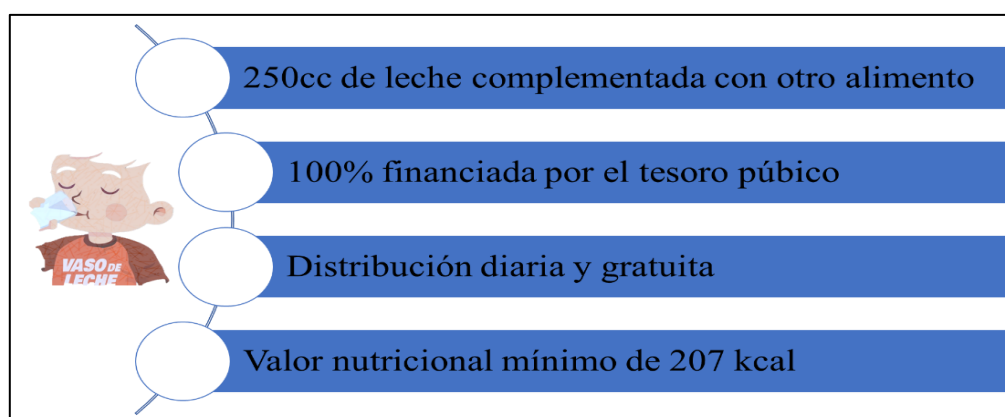 250cc de leche complementada con otro alimento
100% financiada por el tesoro púbico
VASO DE
LECHE
Distribución diaria y gratuita
Valor nutricional mínimo de 207 kcal